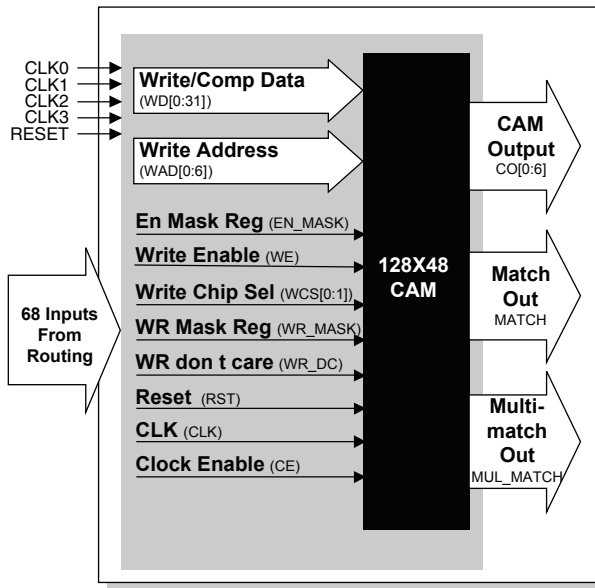 CLK0
CLK1
CLK2
CLK3
RESET
Write/Comp Data
(WD[0:31])
Write Address
(WAD[0:6])
En Mask Reg (EN_MASK)
Write Enable (WE)
Write Chip Sel (WCS[0:1])
WR Mask Reg (WR_MASK)
WR don t care (WR_DC)
Reset (RST)
CLK (CLK)
Clock Enable (CE)
68 Inputs
From
Routing
128X48
CAM
CAM
Output
CO[0:6]
Match
Out
MATCH
Multi-
match
Out
MUL_MATCH